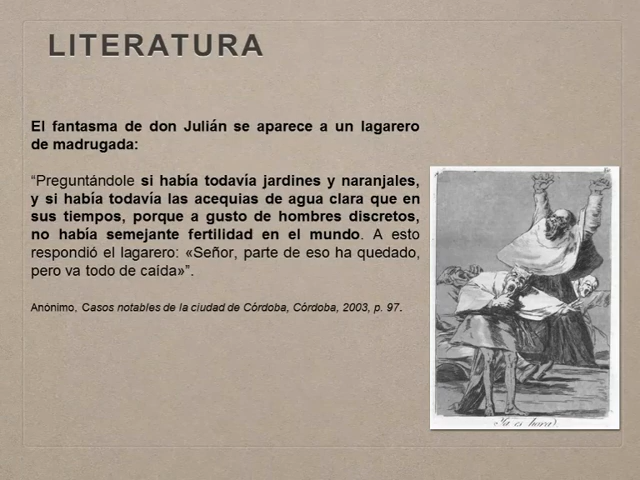 LITERATURA
El fantasma de don Julián se aparece a un lagarero
de madrugada:
“Preguntándole si había todavía jardines y naranjales,
y si había todavía las acequias de agua clara que en
sus tiempos, porque a gusto de hombres discretos,
no había semejante fertilidad en el mundo. A esto
respondió el lagarero: «Señor, parte de eso ha quedado,
pero va todo de caída»”.
Anónimo, Casos notables de la ciudad de Córdoba, Córdoba, 2003, p. 97.
Ya es hora.